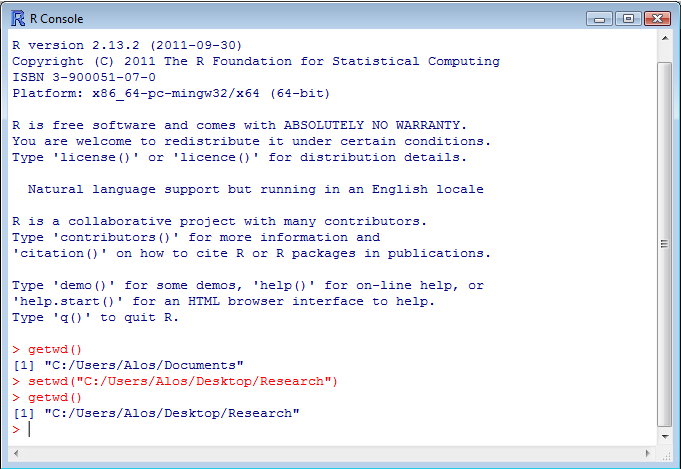 R Console
R version 2.13.2 (2011-09-30)
Copyright (C) 2011 The R Foundation for Statistical Computing
ISBN 3-900051-07-0
Platform: x86_64-pc-mingw32/x64 (64-bit)
R is free software and comes with ABSOLUTELY NO WARRANTY.
You are welcome to redistribute it under certain conditions.
Type 'license()' or 'licence()' for distribution details.
Natural language support but running in an English locale
R is a collaborative project with many contributors.
Type 'contributors()' for more information and
'citation()' on how to cite R or R packages in publications.
Type 'demo()' for some demos, 'help()' for on-line help, or
'help.start()' for an HTML browser interface to help.
Type 'q()' to quit R.
> getwd()
[1] "C:/Users/Alos/Documents"
> setwd("C:/Users/Alos/Desktop/Research")
> getwd()
[1] "C:/Users/Alos/Desktop/Research"
>